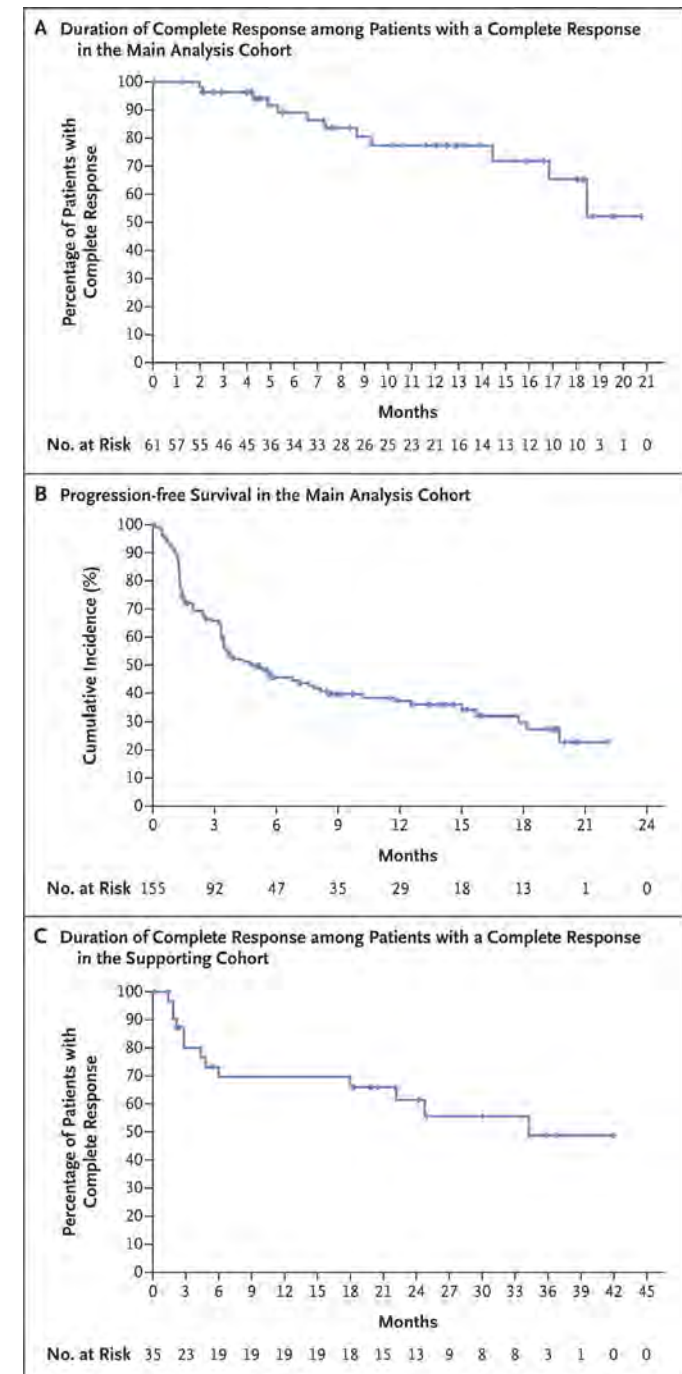 A Duration of Complete Response among Patients with a Complete Response
in the Main Analysis Cohort
Percentage of Patients with
Complete Response
100
90
80
70
60
50
40
30
20
10
0
0 1 2 3 4 5 6 7 8 9 10 11 12 13 14 15 16 17 18 19 20 21
Months
No. at Risk 61 57 55 46 45 36 34 33 28 26 25 23 21 16 14 13 12 10 10 3 1 0
B Progression-free Survival in the Main Analysis Cohort
Cumulative Incidence (%)
100
90
80
70
60
50
40
30
20
10
0
0 3 6 9 12 15 18 21 24
Months
No. at Risk 155 92 47 35 29 18 13 1 0
C Duration of Complete Response among Patients with a Complete Response
in the Supporting Cohort
Percentage of Patients with
Complete Response
100
90
80
70
60
50
40
30
20
10
0
0 3 6 9 12 15 18 21 24 27 30 33 36 39 42 45
Months
No. at Risk 35 23 19 19 19 19 18 15 13 9 8 8 3 1 0 0